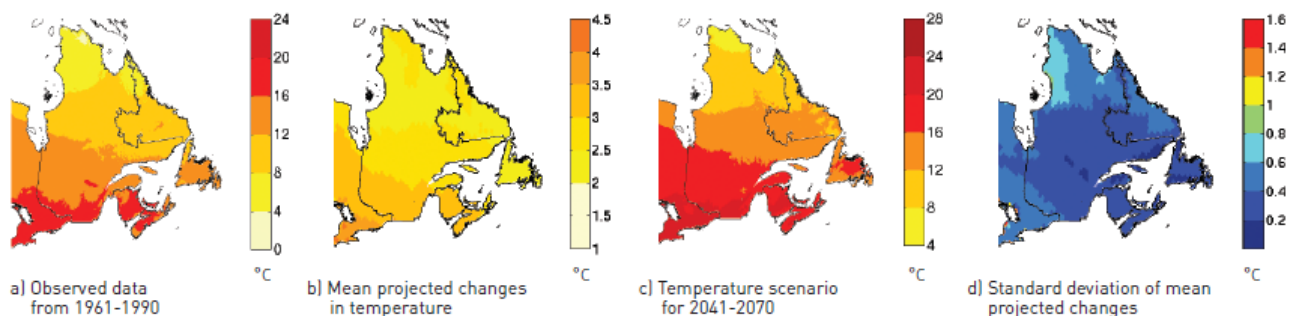 24
20
16
12
8
4
0
°C
a) Observed data
from 1961-1990
4.5
4
3.5
3
2.5
2
1.5
1
°C
b) Mean projected changes
in temperature
28
24
20
16
12
8
4
°C
c) Temperature scenario
for 2041-2070
1.6
1.4
1.2
1
0.8
0.6
0.4
0.2
°C
d) Standard deviation of mean
projected changes